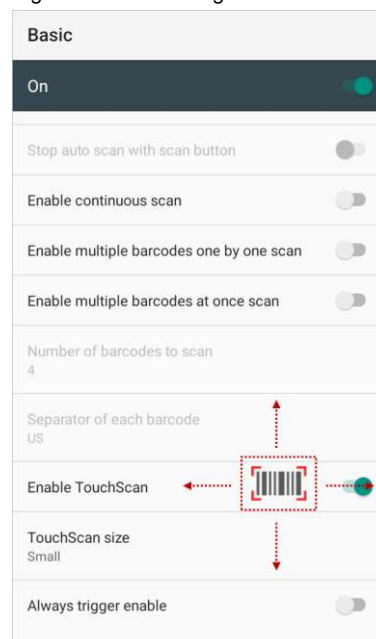 Basic
On
Stop auto scan with scan button
Enable continuous scan
Enable multiple barcodes one by one scan
Enable multiple barcodes at once scan
Number of barcodes to scan
4
Separator of each barcode
US
Enable TouchScan
TouchScan size
Small
Always trigger enable